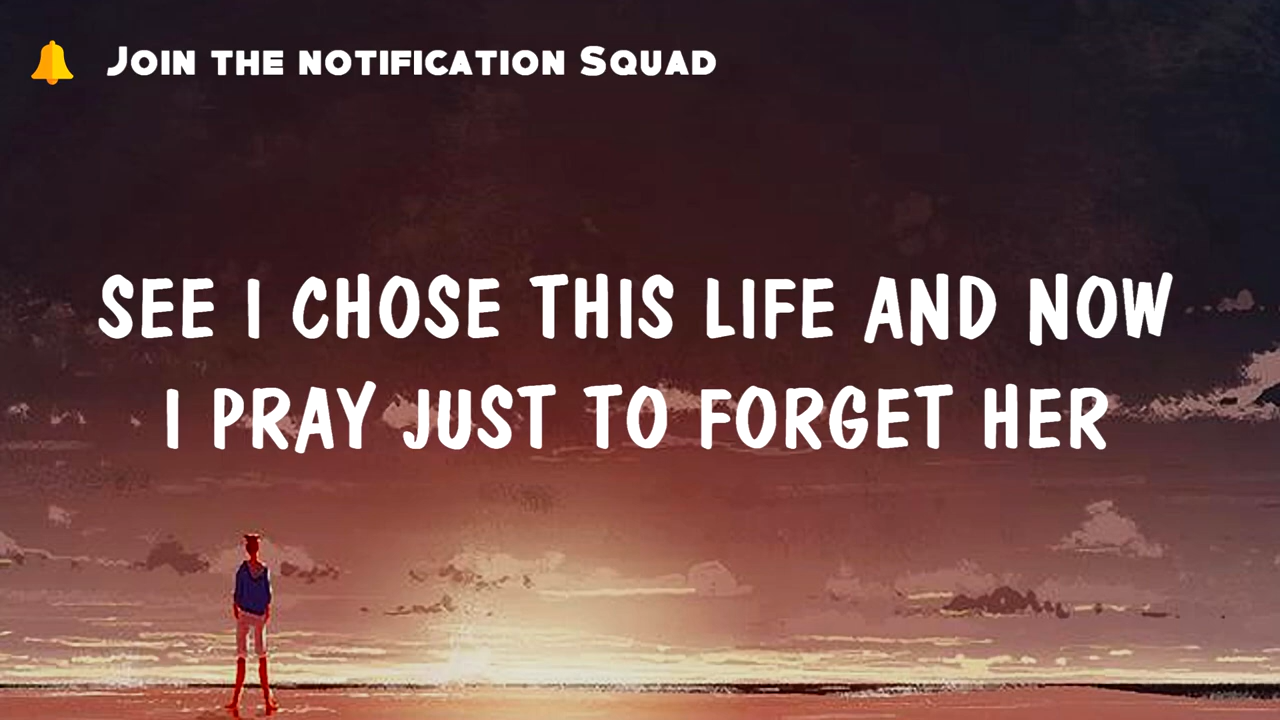 Join the notification Squad
SEE I CHOSE THIS LIFE AND NOW
I PRAY JUST TO FORGET HER